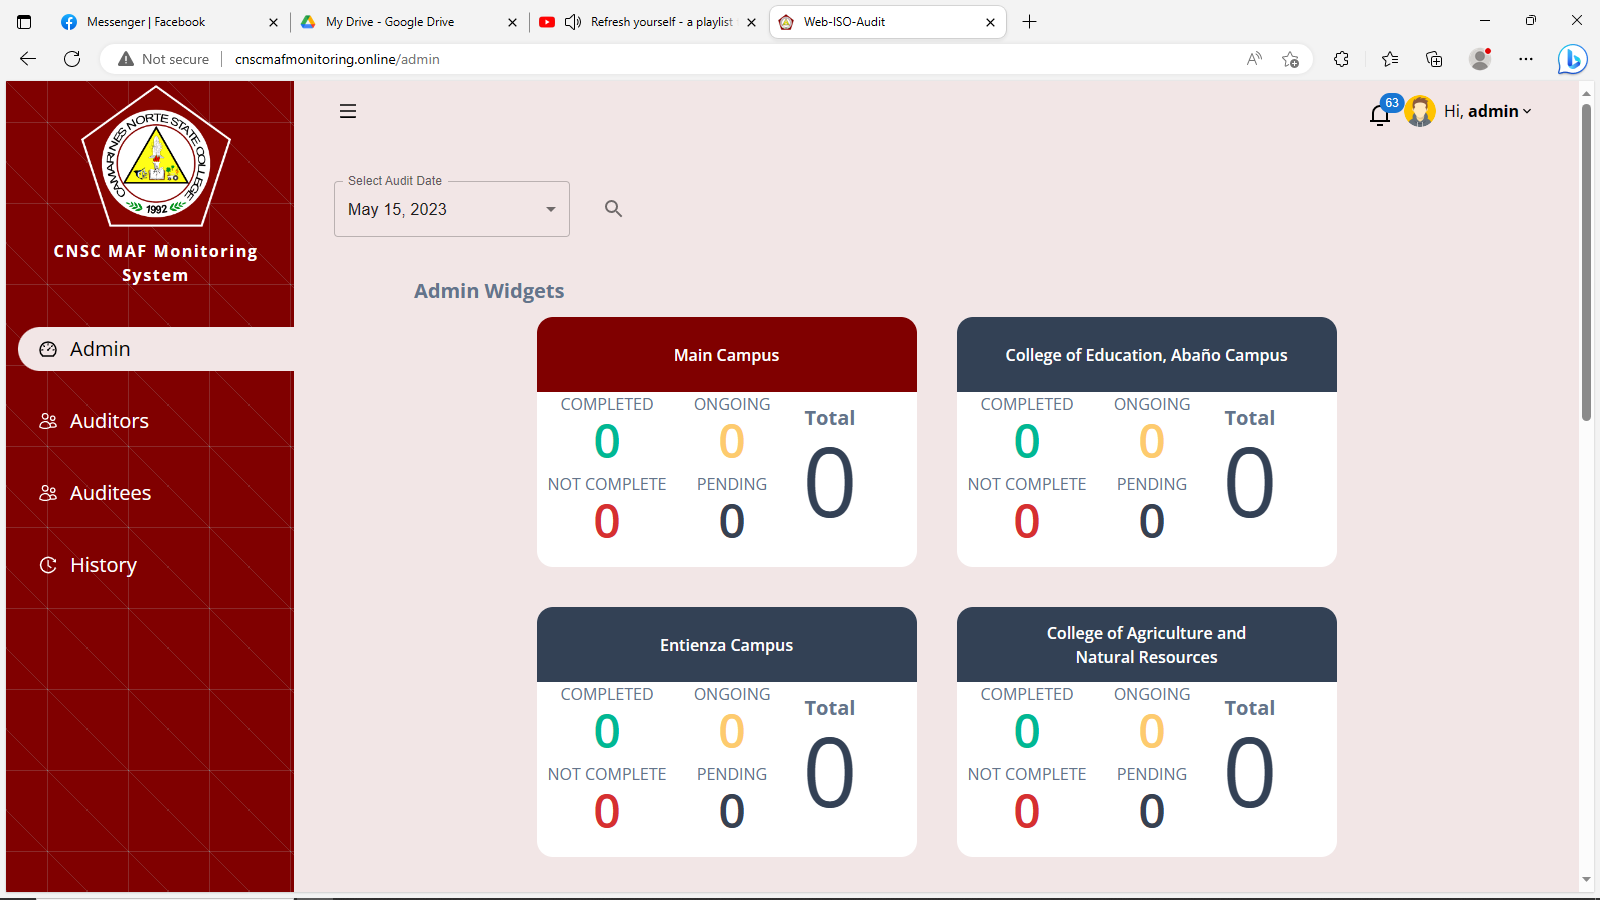 Messenger | Facebook
My Drive - Google Drive
Refresh yourself - a playlist
Web-ISO-Audit
Not secure
cnscmafmonitoring.online/admin
CAMARINES NORTE STATE COLLEGE
1992
CNSC MAF Monitoring
System
Admin
Auditors
Auditees
History
63
Hi, admin
Select Audit Date
May 15, 2023
Admin Widgets
Main Campus
COMPLETED
0
ONGOING
0
NOT COMPLETE
0
PENDING
0
Total
0
College of Education, Abaño Campus
COMPLETED
0
ONGOING
0
NOT COMPLETE
0
PENDING
0
Total
0
Entienza Campus
COMPLETED
0
ONGOING
0
NOT COMPLETE
0
PENDING
0
Total
0
College of Agriculture and
Natural Resources
COMPLETED
0
ONGOING
0
NOT COMPLETE
0
PENDING
0
Total
0